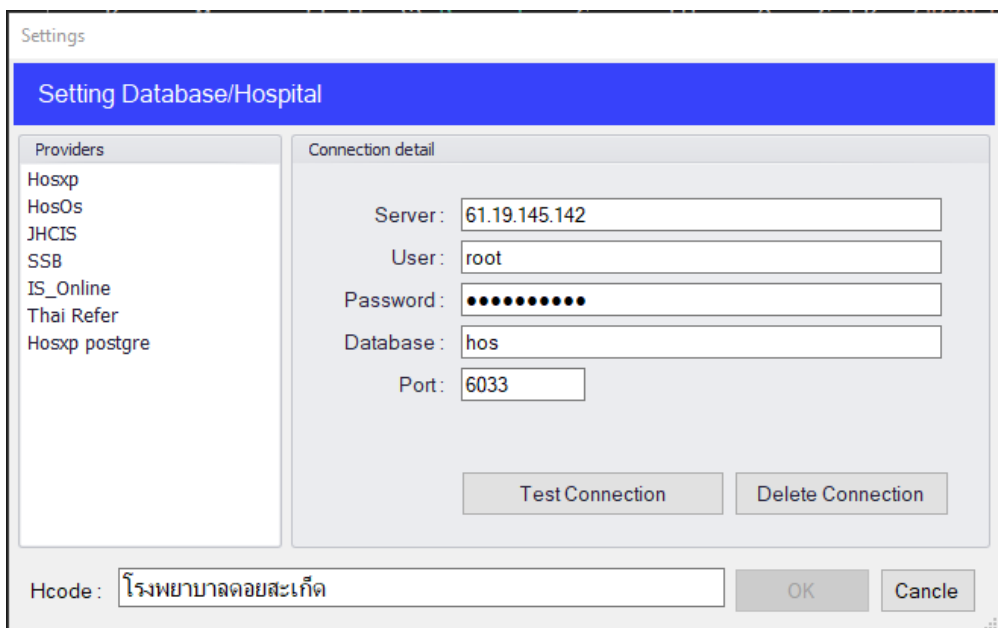 Settings
Setting Database/Hospital
Providers
Hosxp
HosOs
JHCIS
SSB
IS_Online
Thai Refer
Hosxp postgre
Connection detail
Server : 61.19.145.142
User : root
Password : ●●●●●●●●●●
Database : hos
Port : 6033
Test Connection Delete Connection
Hcode : โรงพยาบาลดอยสะเก็ด OK Cancle